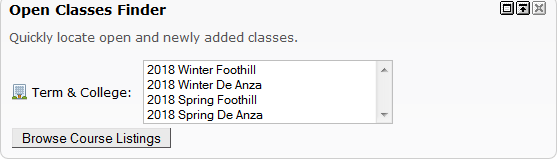 Open Classes Finder
Quickly locate open and newly added classes.
Term & College:
2018 Winter Foothill
2018 Winter De Anza
2018 Spring Foothill
2018 Spring De Anza
Browse Course Listings